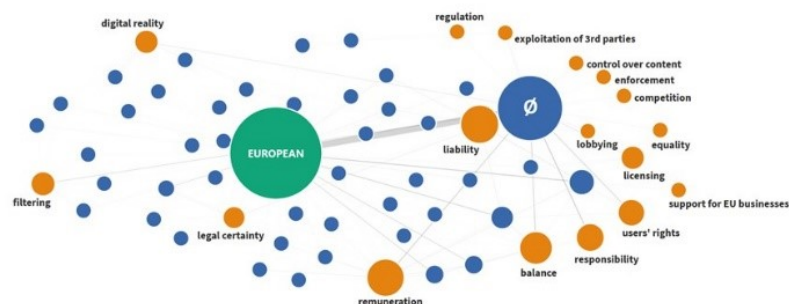 digital reality
regulation
exploitation of 3rd parties
control over content
enforcement
competition
Ø
EUROPEAN
liability
lobbying
equality
licensing
filtering
support for EU businesses
legal certainty
users' rights
responsibility
balance
remuneration